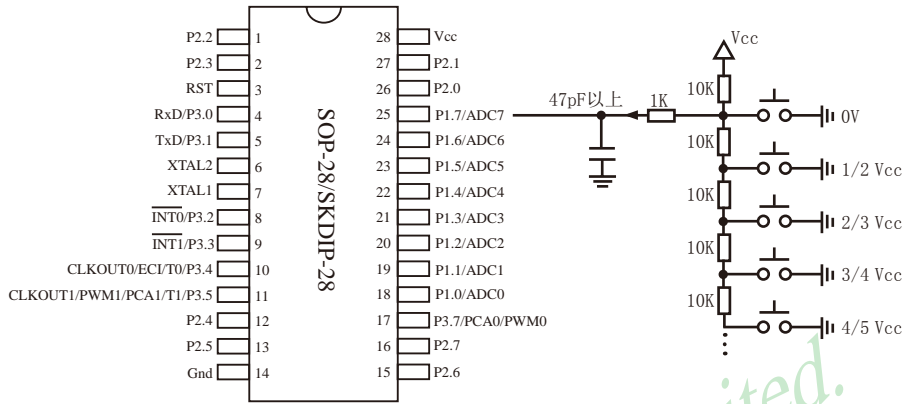 P2.2 1 28 Vcc
P2.3 2 27 P2.1
RST 3 26 P2.0
RxD/P3.0 4 25 P1.7/ADC7
TxD/P3.1 5 24 P1.6/ADC6
XTAL2 6 23 P1.5/ADC5
XTAL1 7 22 P1.4/ADC4
INT0/P3.2 8 21 P1.3/ADC3
INT1/P3.3 9 20 P1.2/ADC2
CLKOUT0/ECI/T0/P3.4 10 19 P1.1/ADC1
CLKOUT1/PWM1/PCA1/T1/P3.5 11 18 P1.0/ADC0
P2.4 12 17 P3.7/PCA0/PWM0
P2.5 13 16 P2.7
Gnd 14 15 P2.6
SOP-28/SKDIP-28
Vcc
10K
47pF以上 1K
0V
10K
1/2 Vcc
10K
2/3 Vcc
10K
3/4 Vcc
10K
4/5 Vcc